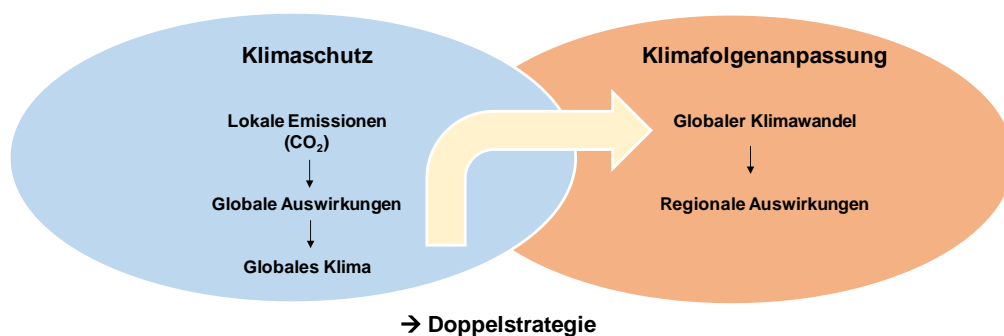 Klimaschutz
Lokale Emissionen
(CO₂)
Globale Auswirkungen
Globales Klima
Klimafolgenanpassung
Globaler Klimawandel
Regionale Auswirkungen
→ Doppelstrategie